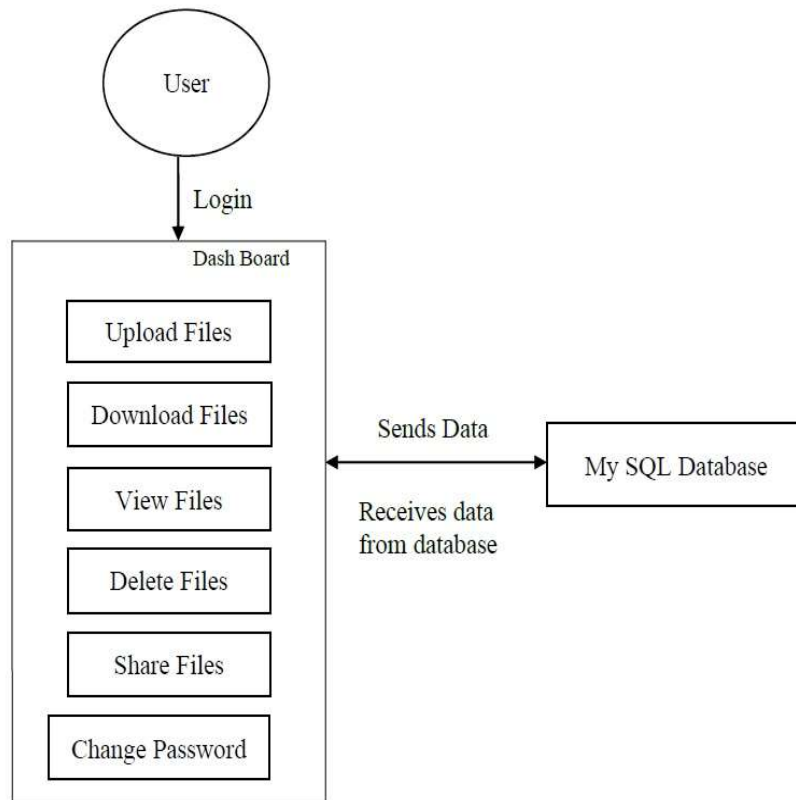 User
Login
Dash Board
Upload Files
Download Files
View Files
Delete Files
Share Files
Change Password
Sends Data
Receives data
from database
My SQL Database